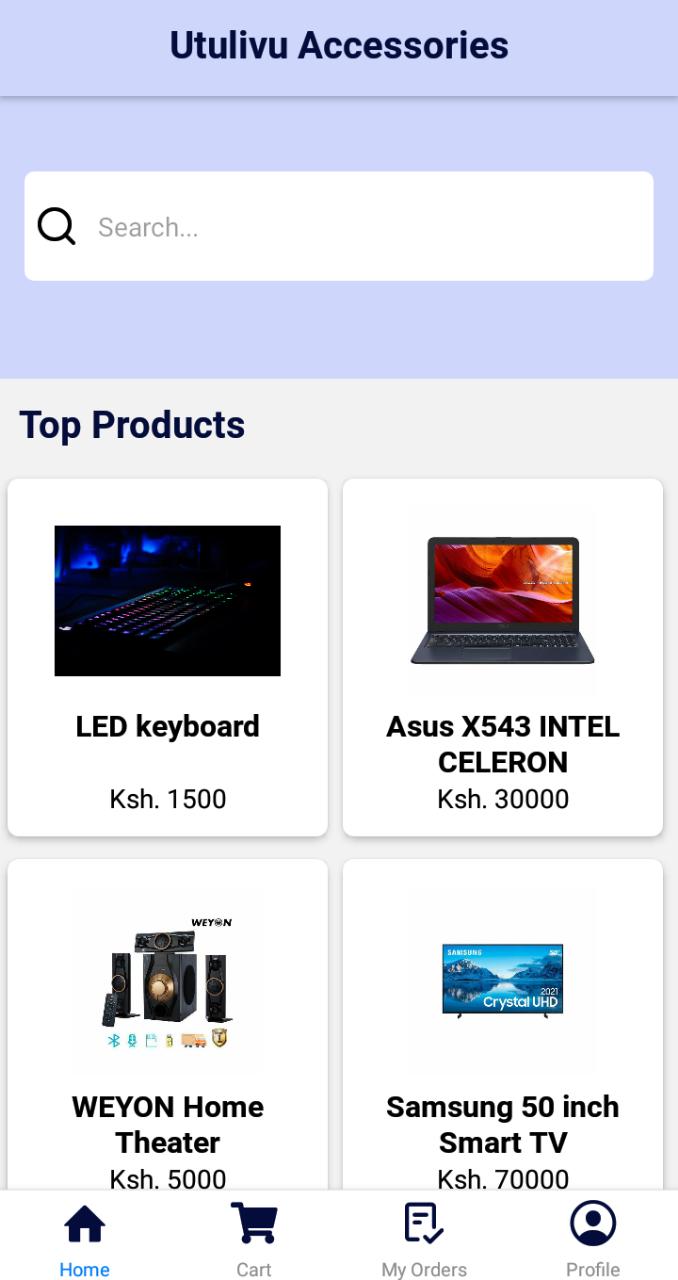 Utulivu Accessories
Search...
Top Products
LED keyboard
Ksh. 1500
Asus X543 INTEL
CELERON
Ksh. 30000
WEYON
WEYON Home
Theater
Ksh. 5000
SAMSUNG
50"
2021
Crystal UHD
Samsung 50 inch
Smart TV
Ksh. 70000
Home
Cart
My Orders
Profile